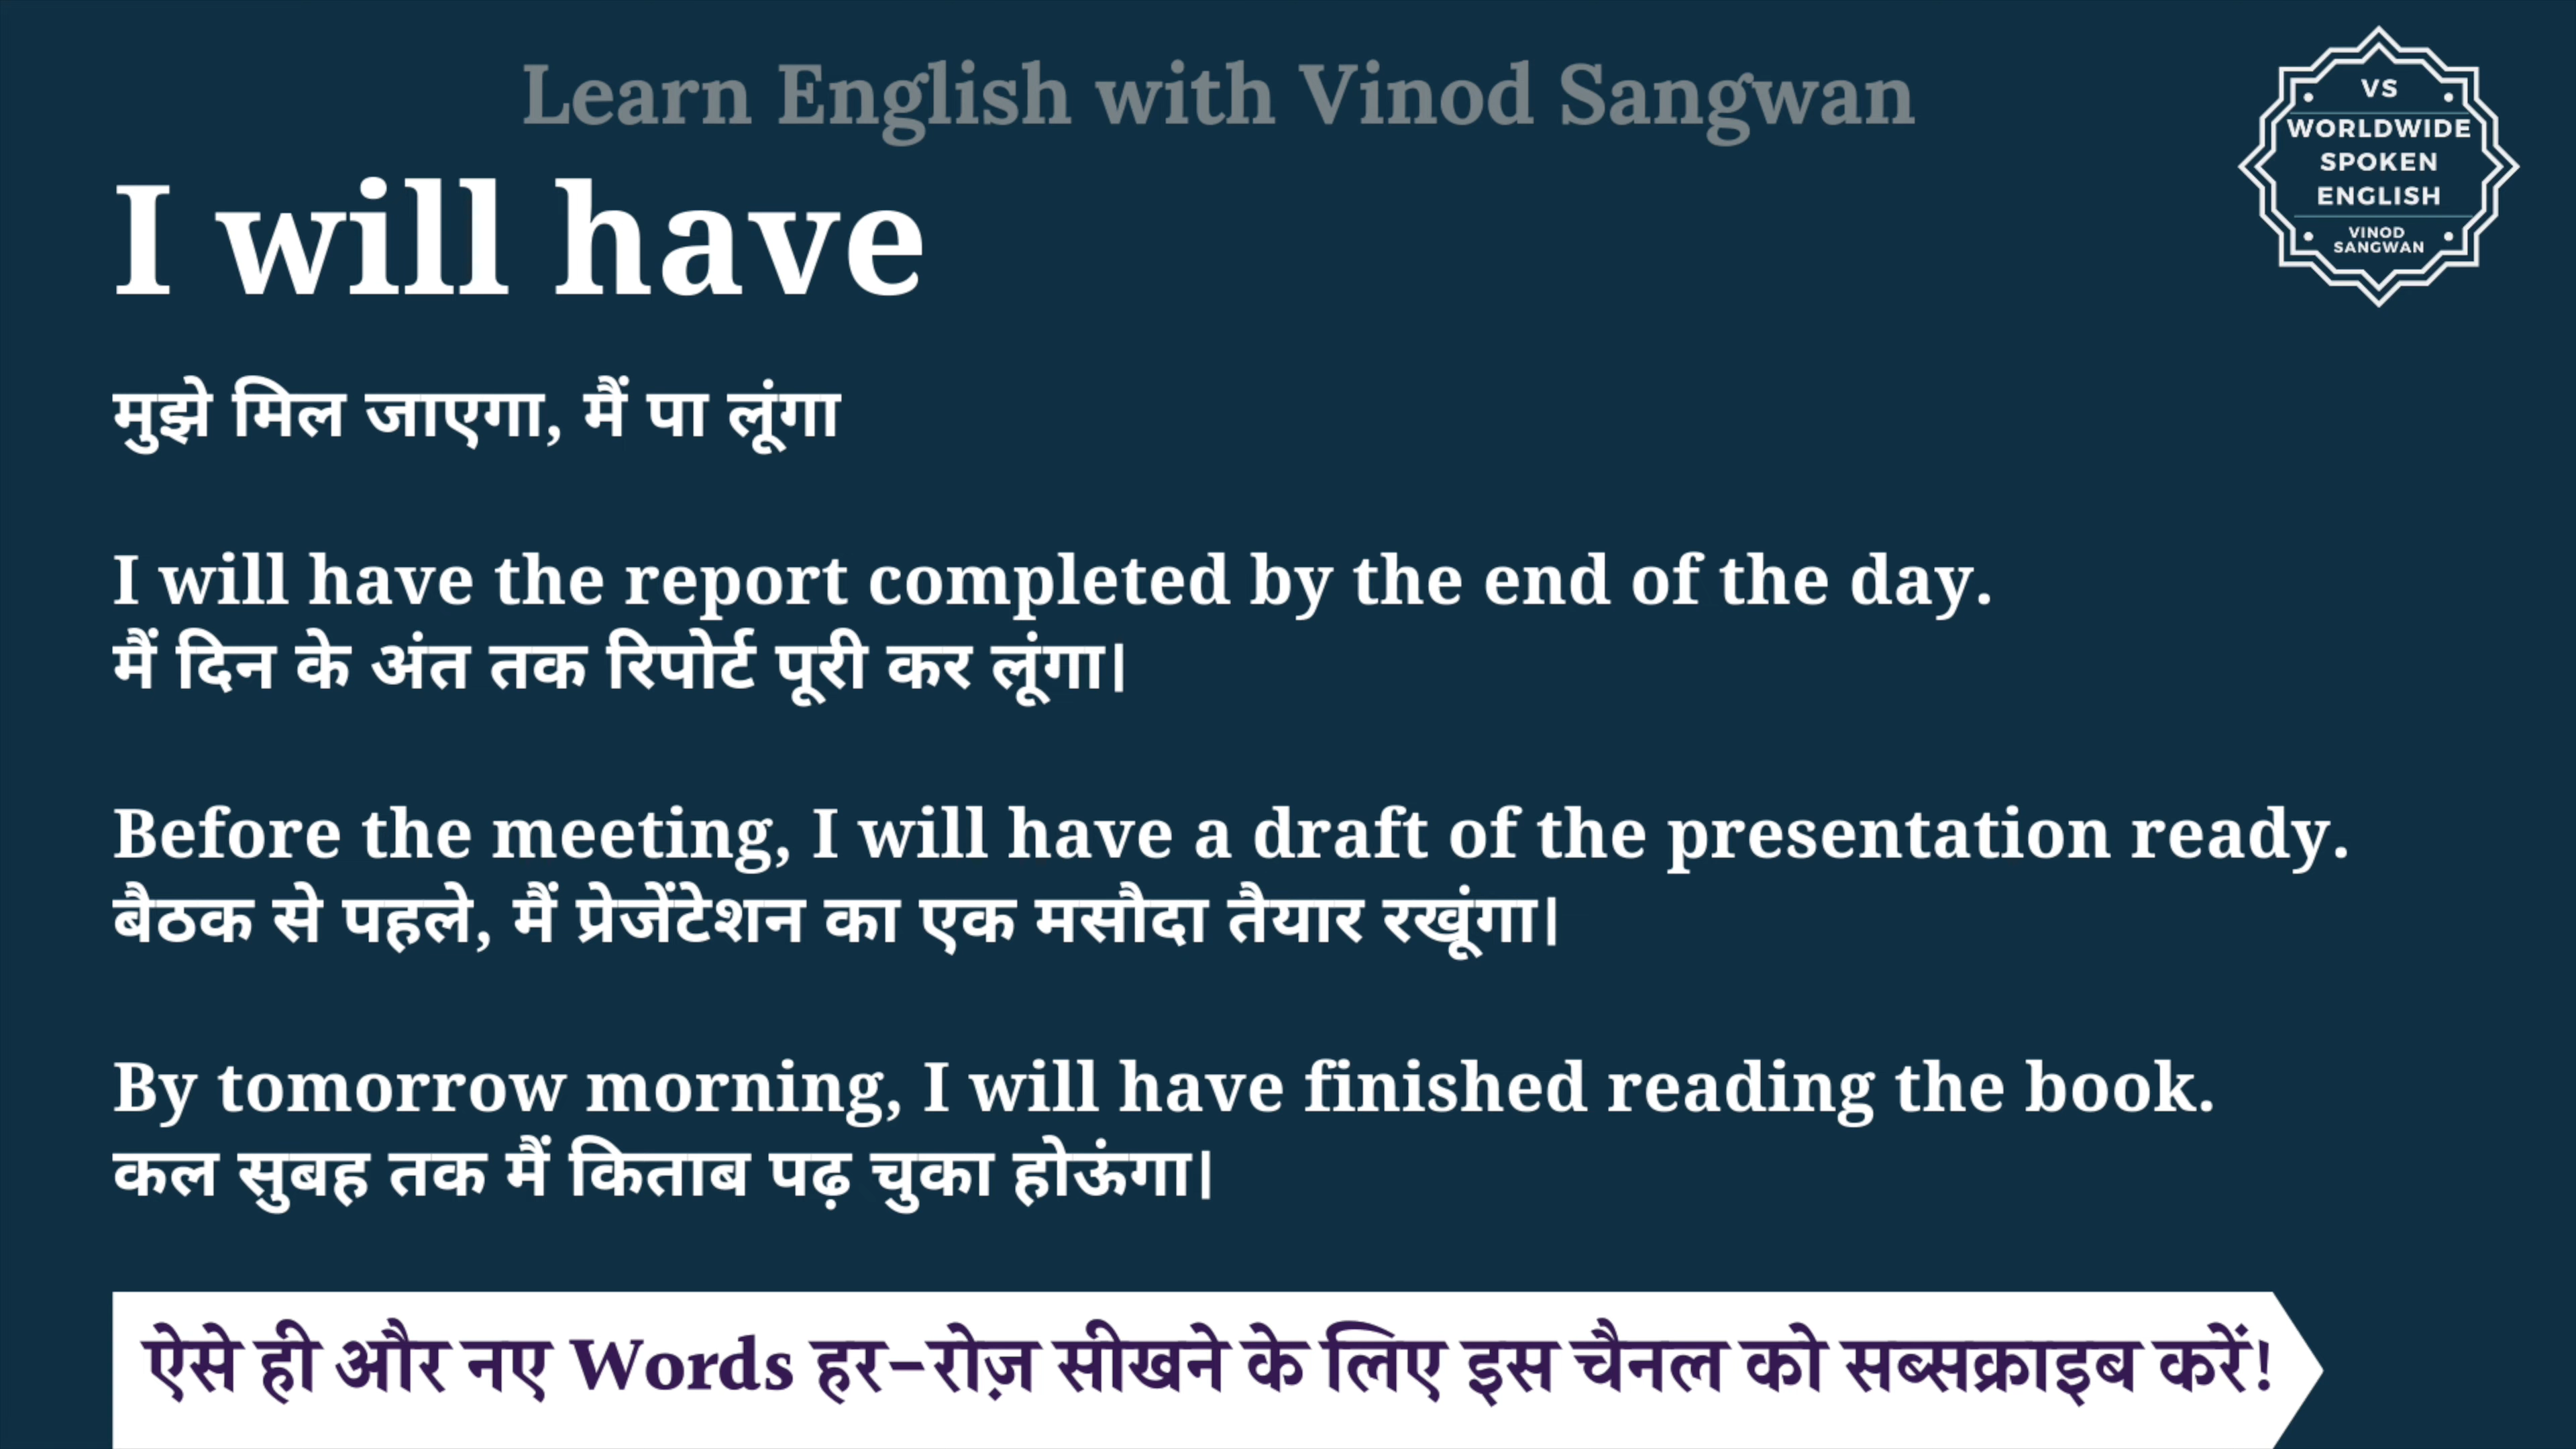 Learn English with Vinod Sangwan
VS
WORLDWIDE
SPOKEN
ENGLISH
VINOD
SANGWAN
I will have
मुझे मिल जाएगा, मैं पा लूंगा
I will have the report completed by the end of the day.
मैं दिन के अंत तक रिपोर्ट पूरी कर लूंगा।
Before the meeting, I will have a draft of the presentation ready.
बैठक से पहले, मैं प्रेजेंटेशन का एक मसौदा तैयार रखूंगा।
By tomorrow morning, I will have finished reading the book.
कल सुबह तक मैं किताब पढ़ चुका होऊंगा।
ऐसे ही और नए Words हर-रोज़ सीखने के लिए इस चैनल को सब्सक्राइब करें!